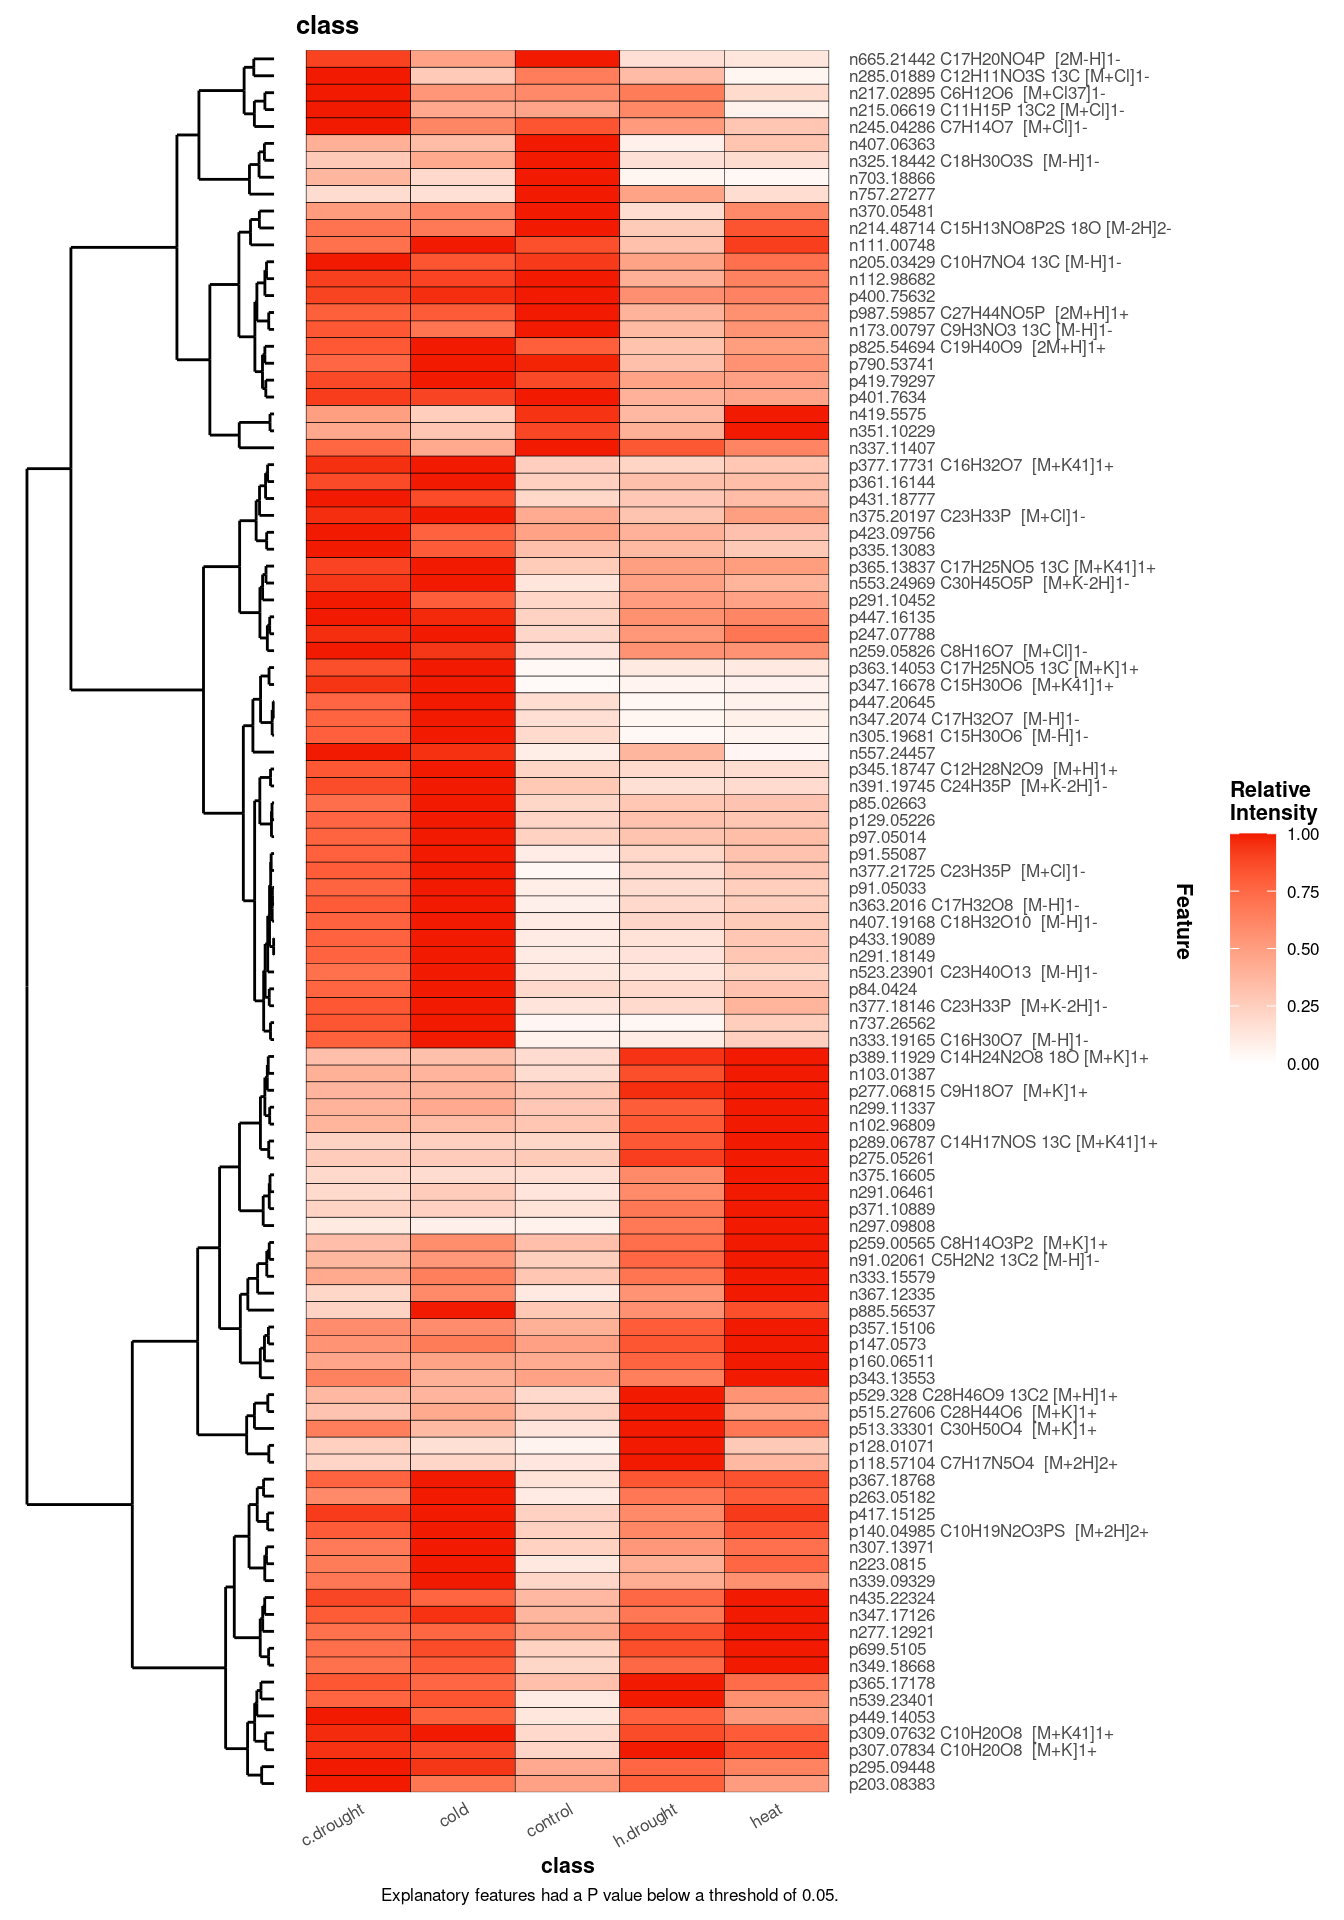 class
n665.21442 C17H20NO4P  [2M-H]1-
n285.01889 C12H11NO3S 13C [M+Cl]1-
n217.02895 C6H12O6  [M+Cl37]1-
n215.06619 C11H15P 13C2 [M+Cl]1-
n245.04286 C7H14O7  [M+Cl]1-
n407.06363
n325.18442 C18H30O3S  [M-H]1-
n703.18866
n757.27277
n370.05481
n214.48714 C15H13NO8P2S 18O [M-2H]2-
n111.00748
n205.03429 C10H7NO4 13C [M-H]1-
n112.98682
p400.75632
p987.59857 C27H44NO5P  [2M+H]1+
n173.00797 C9H3NO3 13C [M-H]1-
p825.54694 C19H40O9  [2M+H]1+
p790.53741
p419.79297
p401.7634
n419.5575
n351.10229
n337.11407
p377.17731 C16H32O7  [M+K41]1+
p361.16144
p431.18777
n375.20197 C23H33P  [M+Cl]1-
p423.09756
p335.13083
p365.13837 C17H25NO5 13C [M+K41]1+
n553.24969 C30H45O5P  [M+K-2H]1-
p291.10452
p447.16135
p247.07788
n259.05826 C8H16O7  [M+Cl]1-
p363.14053 C17H25NO5 13C [M+K]1+
p347.16678 C15H30O6  [M+K41]1+
p447.20645
n347.2074 C17H32O7  [M-H]1-
n305.19681 C15H30O6  [M-H]1-
n557.24457
p345.18747 C12H28N2O9  [M+H]1+
n391.19745 C24H35P  [M+K-2H]1-
p85.02663
p129.05226
p97.05014
p91.55087
n377.21725 C23H35P  [M+Cl]1-
p91.05033
n363.2016 C17H32O8  [M-H]1-
n407.19168 C18H32O10  [M-H]1-
p433.19089
n291.18149
n523.23901 C23H40O13  [M-H]1-
p84.0424
n377.18146 C23H33P  [M+K-2H]1-
n737.26562
n333.19165 C16H30O7  [M-H]1-
p389.11929 C14H24N2O8 18O [M+K]1+
n103.01387
p277.06815 C9H18O7  [M+K]1+
n299.11337
n102.96809
p289.06787 C14H17NOS 13C [M+K41]1+
p275.05261
n375.16605
n291.06461
p371.10889
n297.09808
p259.00565 C8H14O3P2  [M+K]1+
n91.02061 C5H2N2 13C2 [M-H]1-
n333.15579
n367.12335
p885.56537
p357.15106
p147.0573
p160.06511
p343.13553
p529.328 C28H46O9 13C2 [M+H]1+
p515.27606 C28H44O6  [M+K]1+
p513.33301 C30H50O4  [M+K]1+
p128.01071
p118.57104 C7H17N5O4  [M+2H]2+
p367.18768
p263.05182
p417.15125
p140.04985 C10H19N2O3PS  [M+2H]2+
n307.13971
n223.0815
n339.09329
n435.22324
n347.17126
n277.12921
p699.5105
n349.18668
p365.17178
n539.23401
p449.14053
p309.07632 C10H20O8  [M+K41]1+
p307.07834 C10H20O8  [M+K]1+
p295.09448
p203.08383
Feature
Relative
Intensity
1.00
0.75
0.50
0.25
0.00
c.drought
cold
control
h.drought
heat
class
Explanatory features had a P value below a threshold of 0.05.